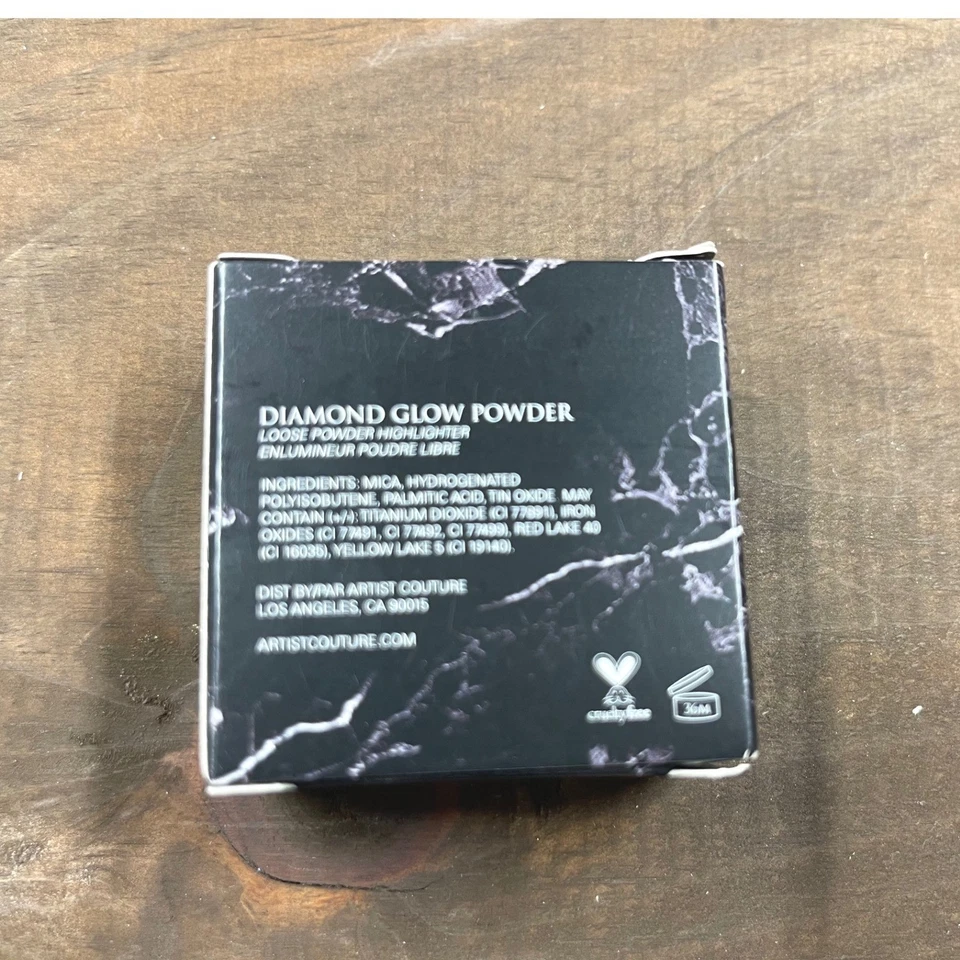 DIAMOND GLOW POWDER
LOOSE POWDER HIGHLIGHTER
ENLUMINEUR POUDRE LIBRE
INGREDIENTS: MICA, HYDROGENATED
POLYISOBUTENE, PALMITIC ACID, TIN OXIDE MAY
CONTAIN (+/-): TITANIUM DIOXIDE (CI 77891), IRON
OXIDES (CI 77491, CI 77492, CI 77499), RED LAKE 40
(CI 16035), YELLOW LAKE 5 (CI 19140).
DIST BY/PAR ARTIST COUTURE
LOS ANGELES, CA 90015
ARTISTCOUTURE.COM
crueltyfree
36M